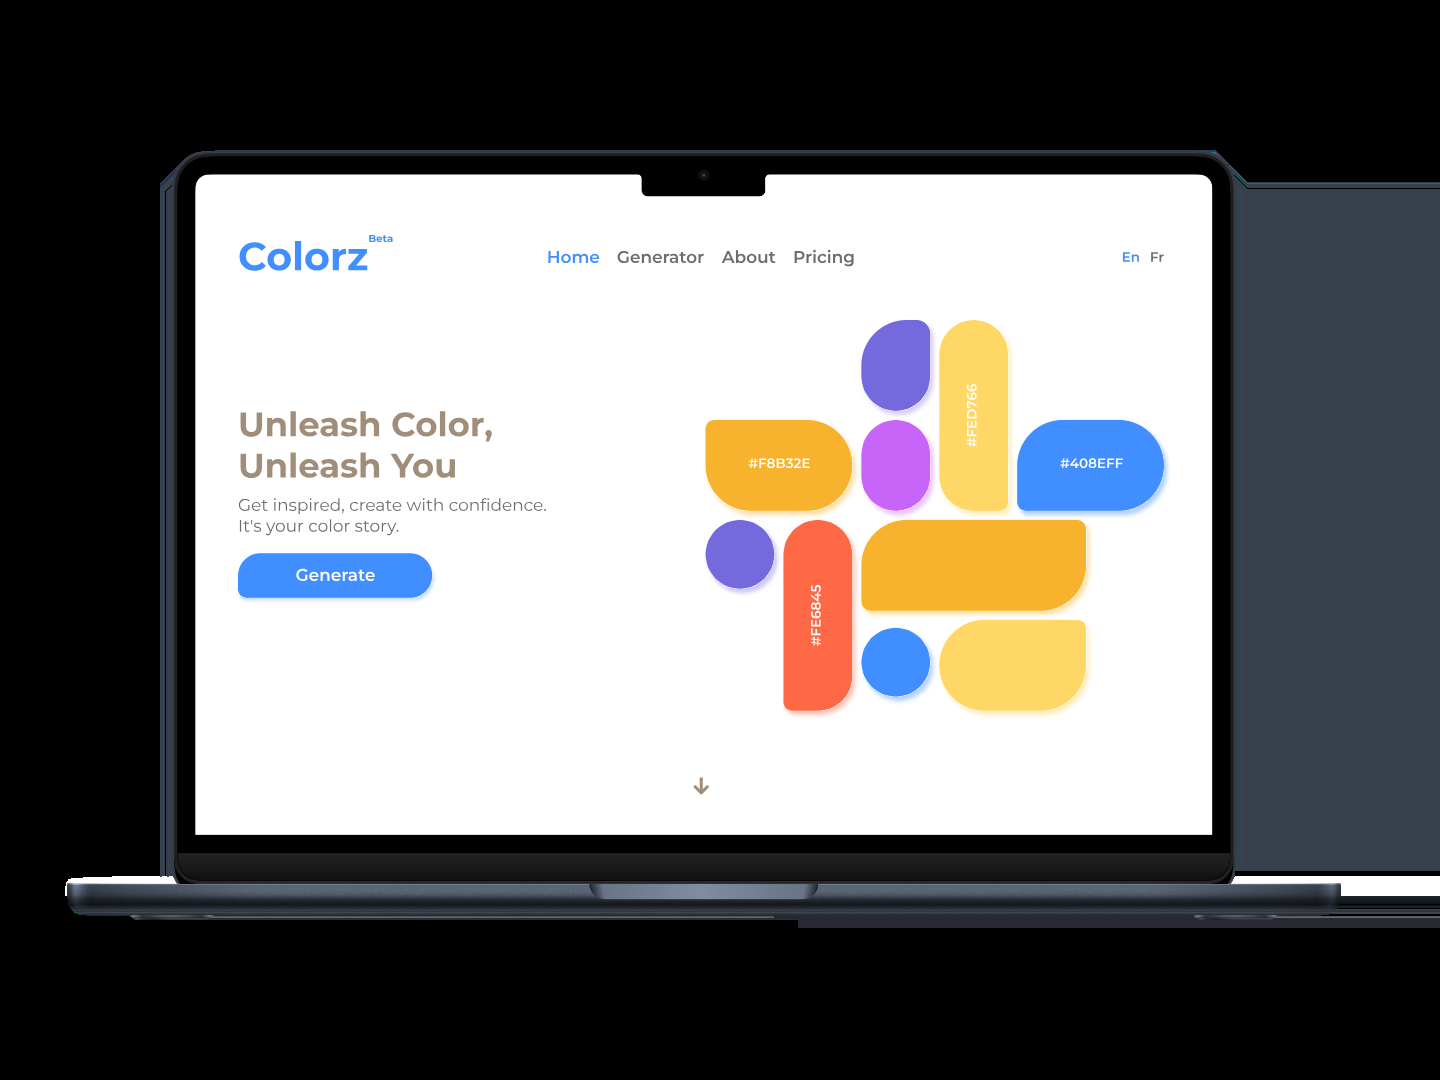 Colorz
Beta
Home Generator About Pricing
En Fr
Unleash Color,
Unleash You
Get inspired, create with confidence.
It's your color story.
Generate
#FED766
#F8B32E
#408EFF
#FE6845